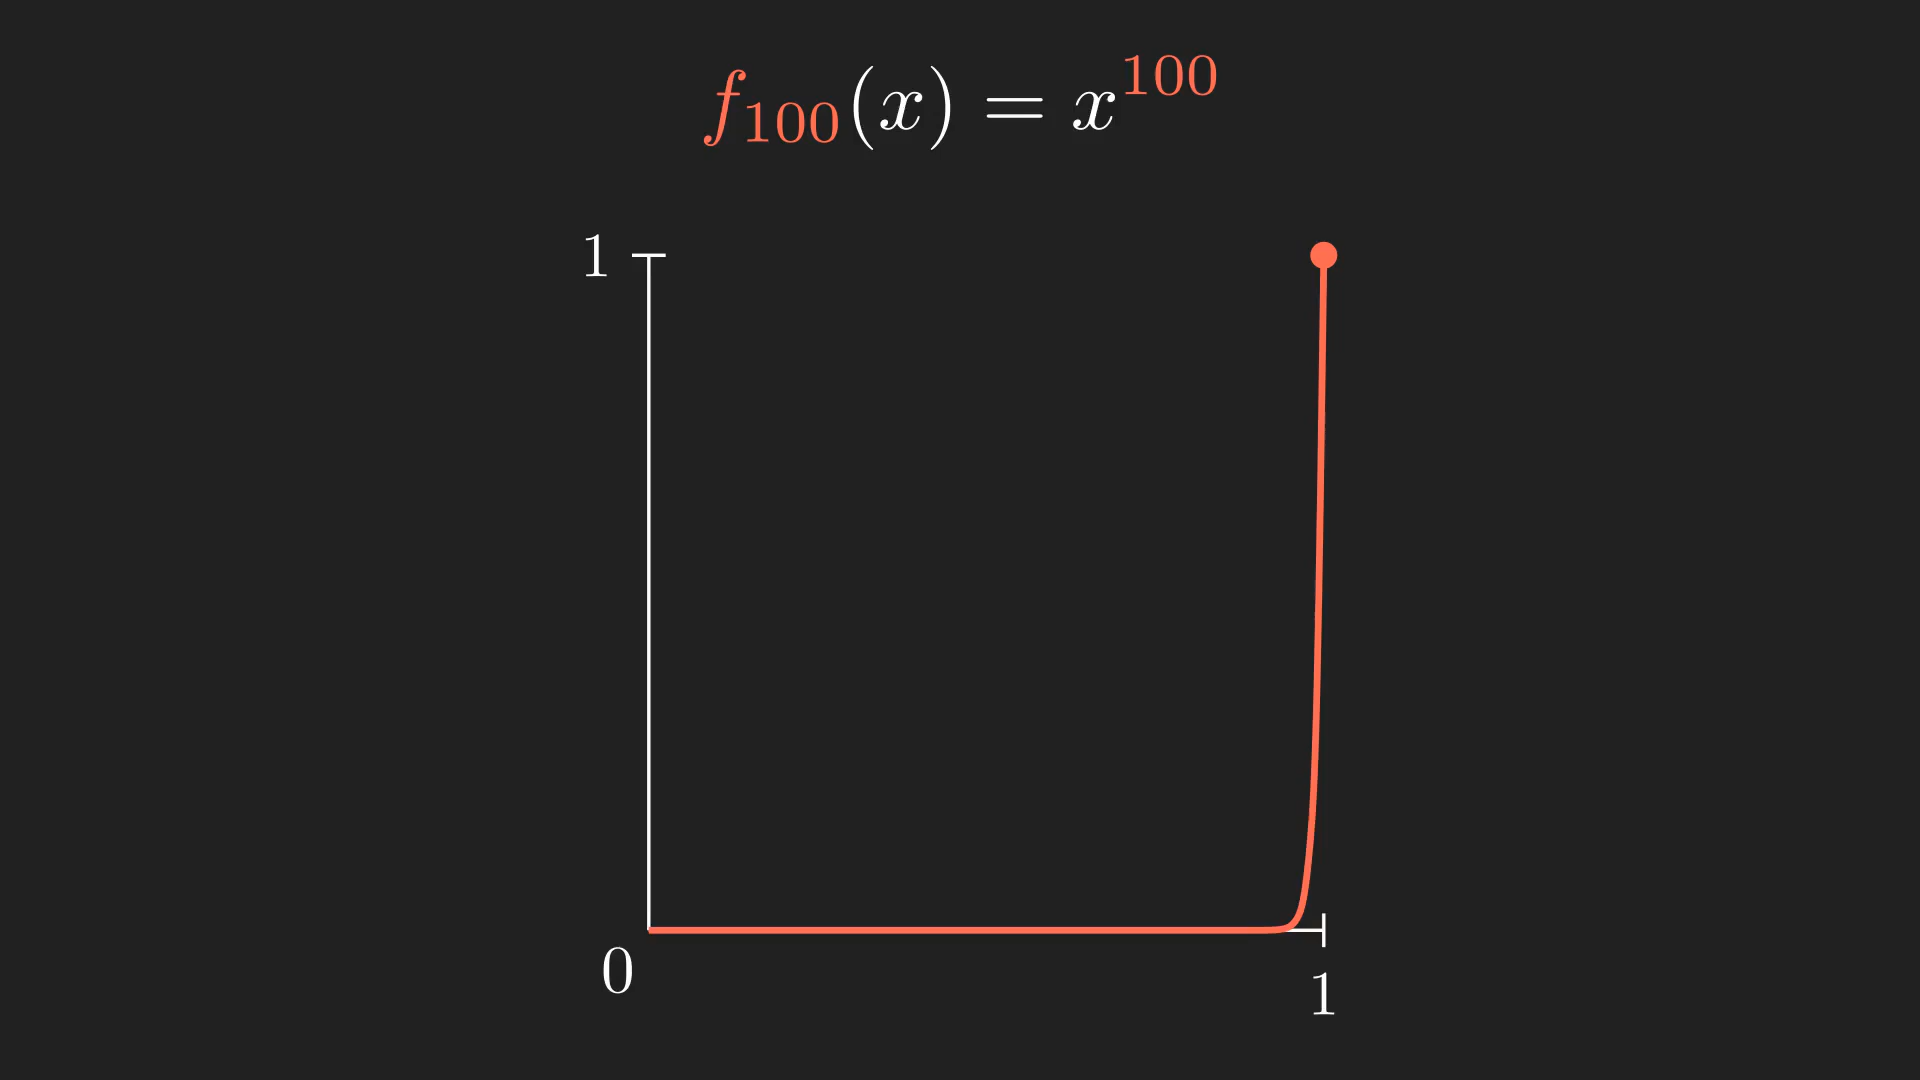 f₁₀₀(x) = x¹⁰⁰
1
0
1